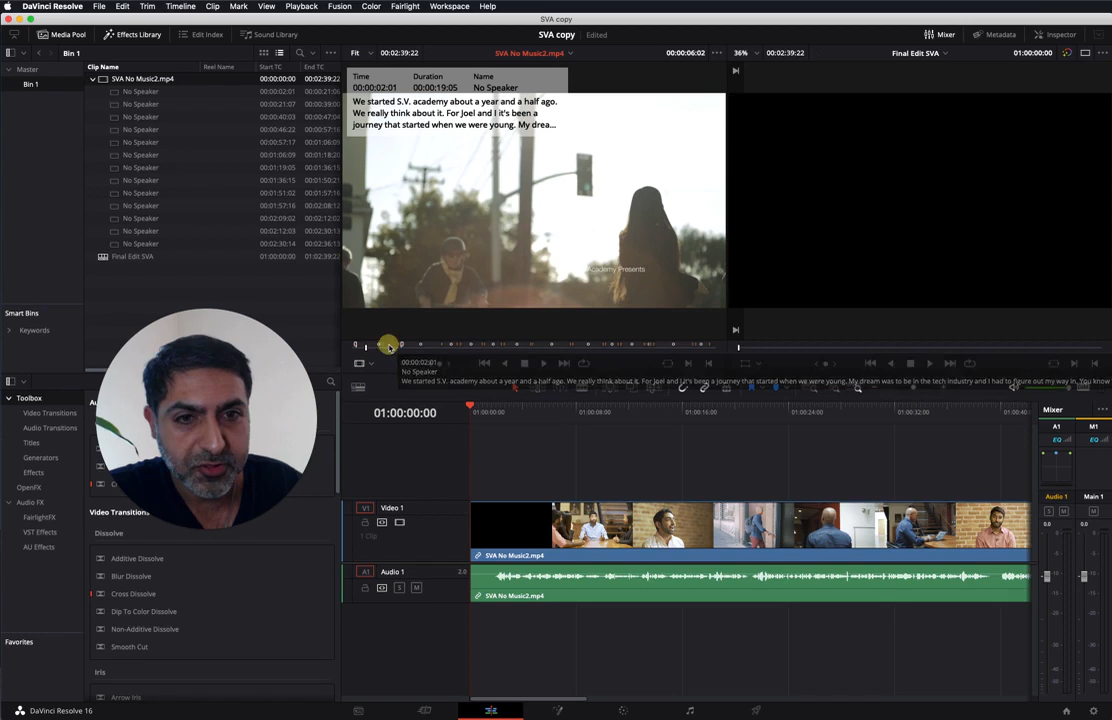 DaVinci Resolve File Edit Trim Timeline Clip Mark View Playback Fusion Color Fairlight Workspace Help
SVA copy
Media Pool Effects Library Edit Index Sound Library SVA copy Edited Mixer Metadata Inspector
Bin 1 Fit 00:02:39:22 SVA No Music2.mp4 00:00:06:02 36% 00:02:39:22 Final Edit SVA 01:00:00:00
Master Clip Name Reel Name Start TC End TC
Bin 1
SVA No Music2.mp4 00:00:00:00 00:02:39:22
No Speaker 00:00:02:01 00:00:21:06
No Speaker 00:00:21:07 00:00:39:0
No Speaker 00:00:40:03 00:00:47:0
No Speaker 00:00:46:22 00:00:57:16
No Speaker 00:00:57:17 00:01:06:0
No Speaker 00:01:06:09 00:01:18:20
No Speaker 00:01:19:05 00:01:36:15
No Speaker 00:01:36:15 00:01:50:2
No Speaker 00:01:51:02 00:01:57:16
No Speaker 00:01:57:16 00:02:08:1
No Speaker 00:02:09:02 00:02:12:0
No Speaker 00:02:12:03 00:02:30:1
No Speaker 00:02:30:14 00:02:36:1
Final Edit SVA 01:00:00:00 01:02:39:22
Time Duration Name
00:00:02:01 00:00:19:05 No Speaker
We started S.V. academy about a year and a half ago.
We really think about it. For Joel and I it's been a
journey that started when we were young. My drea...
Academy Presents
00:00:02:01
No Speaker
We started S.V. academy about a year and a half ago. We really think about it. For Joel and I it's been a journey that started when we were young. My dream was to be in the tech industry and I had to figure out my way in. You know
Smart Bins
Keywords
Toolbox
Video Transitions
Audio Transitions
Titles
Generators
Effects
OpenFX
Audio FX
FairlightFX
VST Effects
AU Effects
Favorites
Video Transitions
Dissolve
Additive Dissolve
Blur Dissolve
Cross Dissolve
Dip To Color Dissolve
Non-Additive Dissolve
Smooth Cut
Iris
Arrow Iris
01:00:00:00 01:00:00:00 01:00:08:00 01:00:16:00 01:00:24:00 01:00:32:00 01:00:40
V1 Video 1
1 Clip
SVA No Music2.mp4
A1 Audio 1 2.0
S M
SVA No Music2.mp4
Mixer
A1 M1
EQ EQ
Audio 1 Main 1
S M M
0.0 0.0
DaVinci Resolve 16